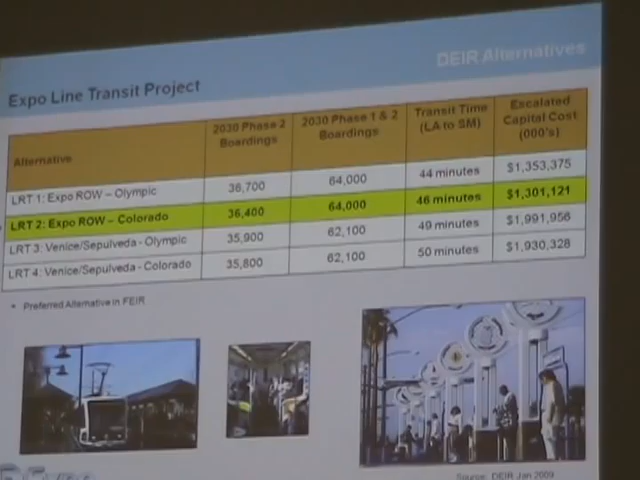 DEIR Alternatives
Expo Line Transit Project
Alternative 2030 Phase 2 Boardings 2030 Phase 1 & 2 Boardings Transit Time (LA to SM) Escalated Capital Cost (000's)
LRT 1: Expo ROW – Olympic 36,700 64,000 44 minutes $1,353,375
LRT 2: Expo ROW – Colorado 36,400 64,000 46 minutes $1,301,121
LRT 3: Venice/Sepulveda - Olympic 35,900 62,100 49 minutes $1,991,956
LRT 4: Venice/Sepulveda - Colorado 35,800 62,100 50 minutes $1,930,328
• Preferred Alternative in FEIR
Source: DEIR Jan 2009